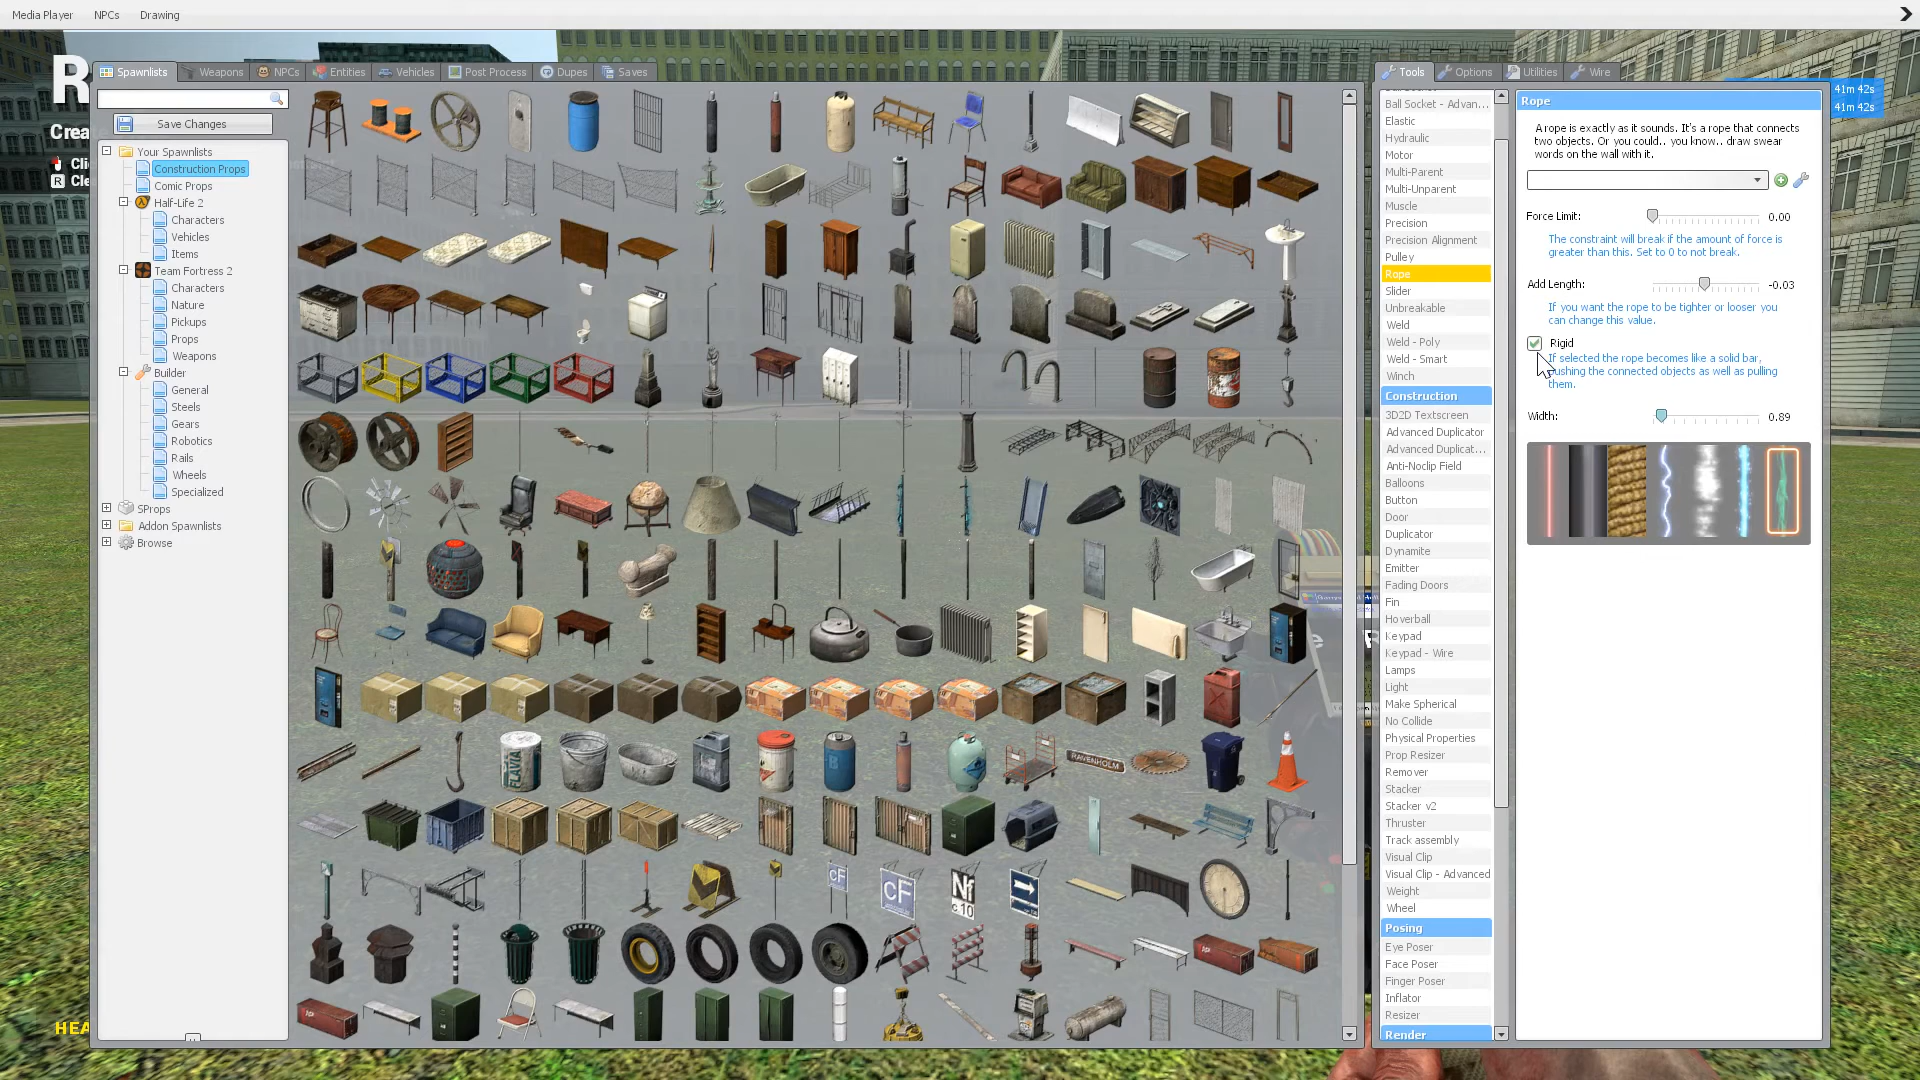 Media Player NPCs Drawing
R
Crea
Clic
R Cle
Spawnlists Weapons NPCs Entities Vehicles Post Process Dupes Saves
Save Changes
Your Spawnlists
Construction Props
Comic Props
Half-Life 2
Characters
Vehicles
Items
Team Fortress 2
Characters
Nature
Pickups
Props
Weapons
Builder
General
Steels
Gears
Robotics
Rails
Wheels
Specialized
SProps
Addon Spawnlists
Browse
RAVENHOLM
cF
cF
Nf
c 10
HEA
Tools Options Utilities Wire
Ball Socket - Advan...
Elastic
Hydraulic
Motor
Multi-Parent
Multi-Unparent
Muscle
Precision
Precision Alignment
Pulley
Rope
Slider
Unbreakable
Weld
Weld - Poly
Weld - Smart
Winch
Construction
3D2D Textscreen
Advanced Duplicator
Advanced Duplicat...
Anti-Noclip Field
Balloons
Button
Door
Duplicator
Dynamite
Emitter
Fading Doors
Fin
Hoverball
Keypad
Keypad - Wire
Lamps
Light
Make Spherical
No Collide
Physical Properties
Prop Resizer
Remover
Stacker
Stacker v2
Thruster
Track assembly
Visual Clip
Visual Clip - Advanced
Weight
Wheel
Posing
Eye Poser
Face Poser
Finger Poser
Inflator
Resizer
Render
Rope
A rope is exactly as it sounds. It's a rope that connects
two objects. Or you could.. you know.. draw swear
words on the wall with it.
Force Limit: 0.00
The constraint will break if the amount of force is
greater than this. Set to 0 to not break.
Add Length: -0.03
If you want the rope to be tighter or looser you
can change this value.
Rigid
If selected the rope becomes like a solid bar,
ushing the connected objects as well as pulling
them.
Width: 0.89
41m 42s
41m 42s